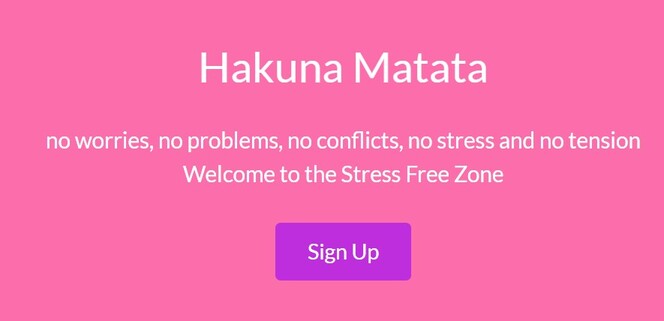 Hakuna Matata
no worries, no problems, no conflicts, no stress and no tension
Welcome to the Stress Free Zone
Sign Up